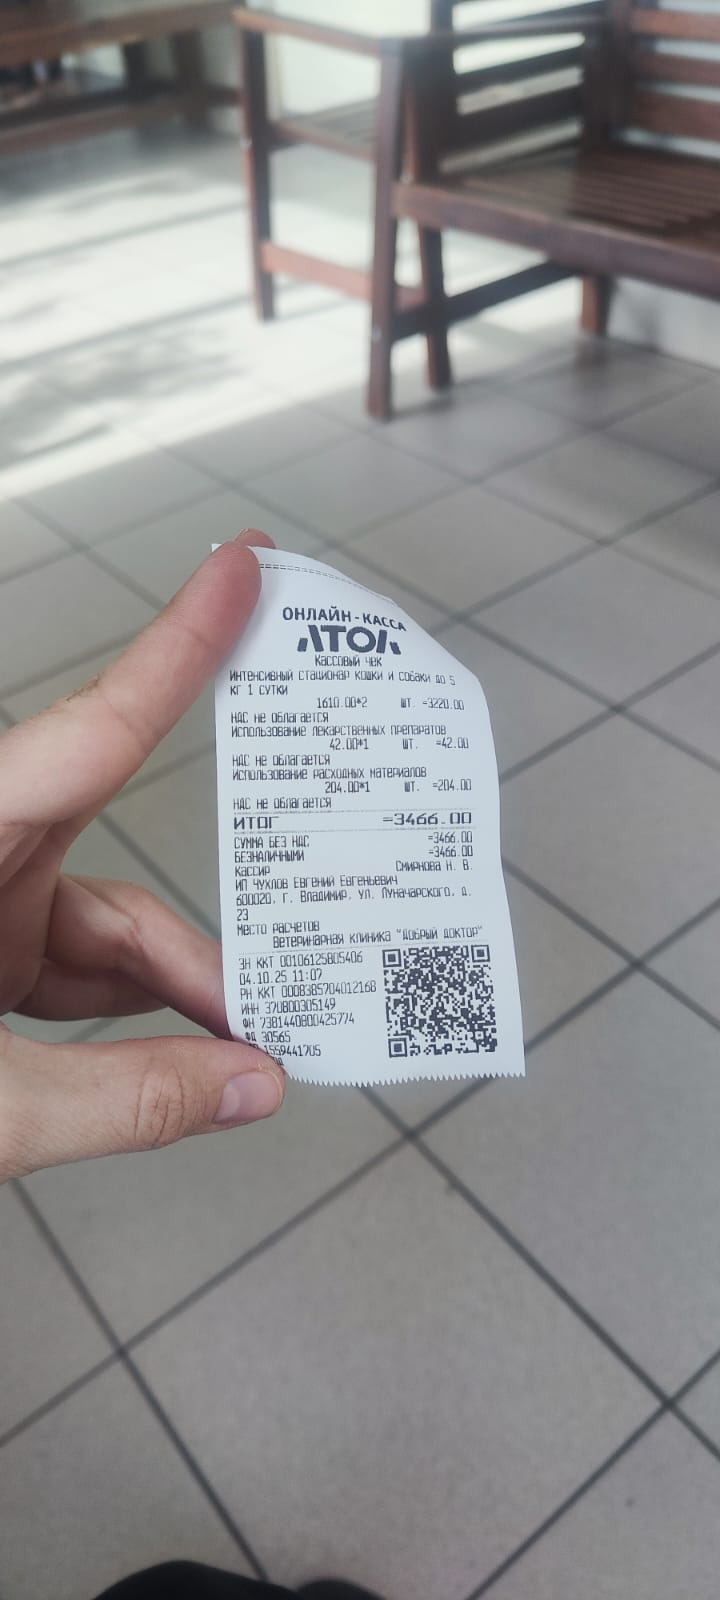 ОНЛАЙН-КАССА
АТОЛ
КАССОВЫЙ ЧЕК
ИНТЕНСИВНЫЙ СТАЦИОНАР КОШКИ И СОБАКИ ДО 5
КГ 1 СУТКИ
1610.00*2 ШТ. =3220.00
НДС НЕ ОБЛАГАЕТСЯ
ИСПОЛЬЗОВАНИЕ ЛЕКАРСТВЕННЫХ ПРЕПАРАТОВ
42.00*1 ШТ. =42.00
НДС НЕ ОБЛАГАЕТСЯ
ИСПОЛЬЗОВАНИЕ РАСХОДНЫХ МАТЕРИАЛОВ
204.00*1 ШТ. =204.00
НДС НЕ ОБЛАГАЕТСЯ
ИТОГ =3466.00
СУММА БЕЗ НДС =3466.00
БЕЗНАЛИЧНЫМИ =3466.00
КАССИР СМИРНОВА Н. В.
ИП ЧУХЛОВ ЕВГЕНИЙ ЕВГЕНЬЕВИЧ
600020, Г. ВЛАДИМИР, УЛ. ЛУНАЧАРСКОГО, Д.
23
МЕСТО РАСЧЕТОВ
ВЕТЕРИНАРНАЯ КЛИНИКА "ДОБРЫЙ ДОКТОР"
ЗН ККТ 00106125805406
04.10.25 11:07
РН ККТ 0008385704012168
ИНН 370800305149
ФН 7381440800425774
ФД 30565
1559441705